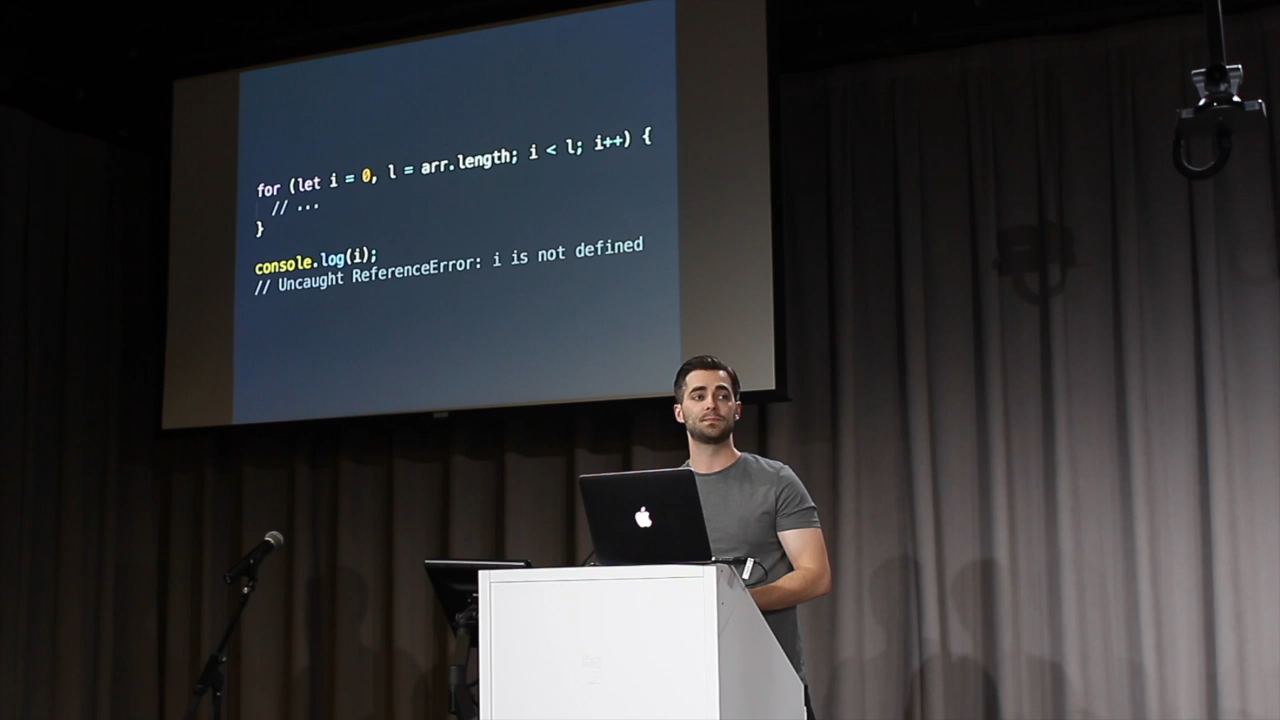 for (let i = 0, l = arr.length; i < l; i++) {
  // ...
}
console.log(i);
// Uncaught ReferenceError: i is not defined